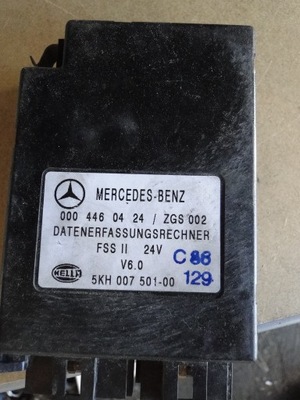 MERCEDES-BENZ
000 446 04 24 / ZGS 002
DATENERFASSUNGSRECHNER
FSS II 24V
V6.0
C 86
129
HELLA
5KH 007 501-00